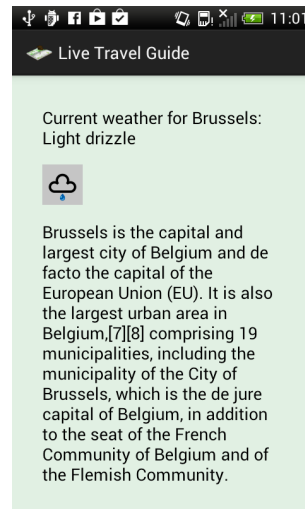 11:01
Live Travel Guide
Current weather for Brussels:
Light drizzle
Brussels is the capital and
largest city of Belgium and de
facto the capital of the
European Union (EU). It is also
the largest urban area in
Belgium,[7][8] comprising 19
municipalities, including the
municipality of the City of
Brussels, which is the de jure
capital of Belgium, in addition
to the seat of the French
Community of Belgium and of
the Flemish Community.